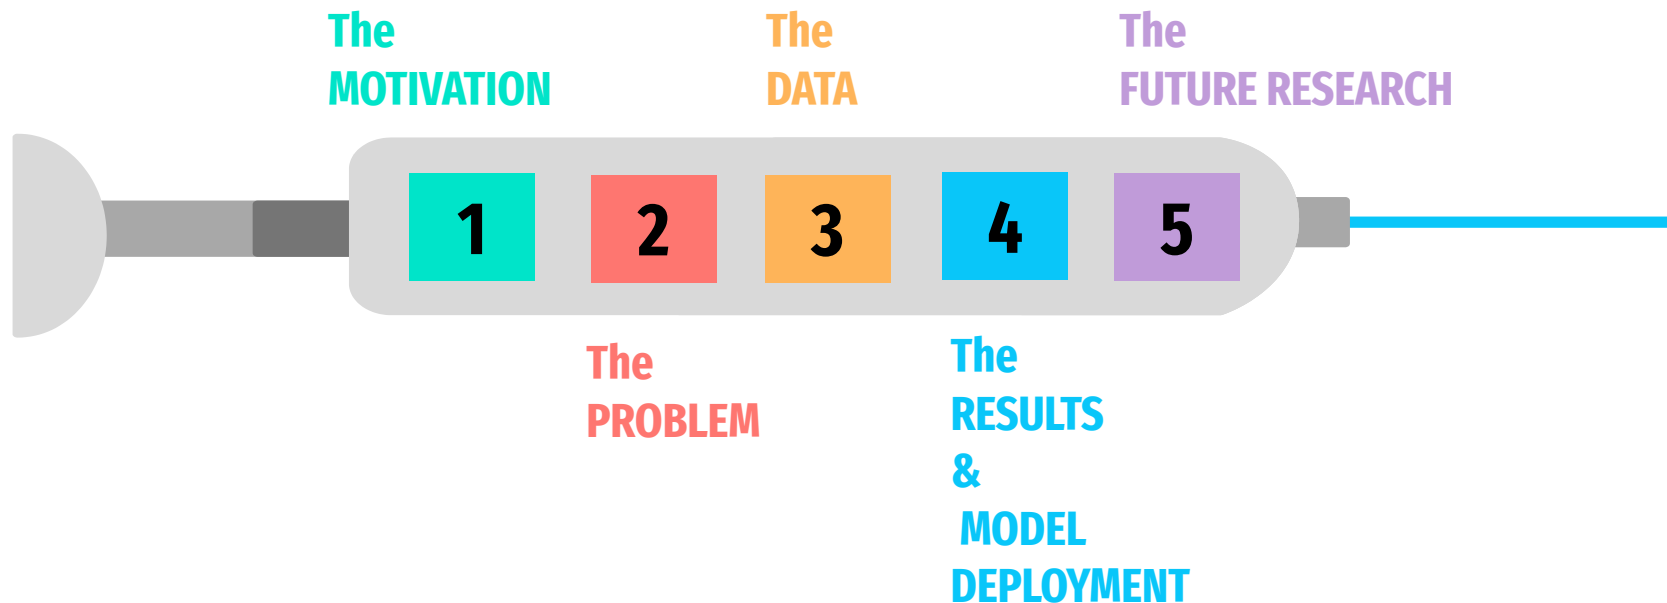 The
MOTIVATION
The
DATA
The
FUTURE RESEARCH
1
2
3
4
5
The
PROBLEM
The
RESULTS
&
MODEL
DEPLOYMENT